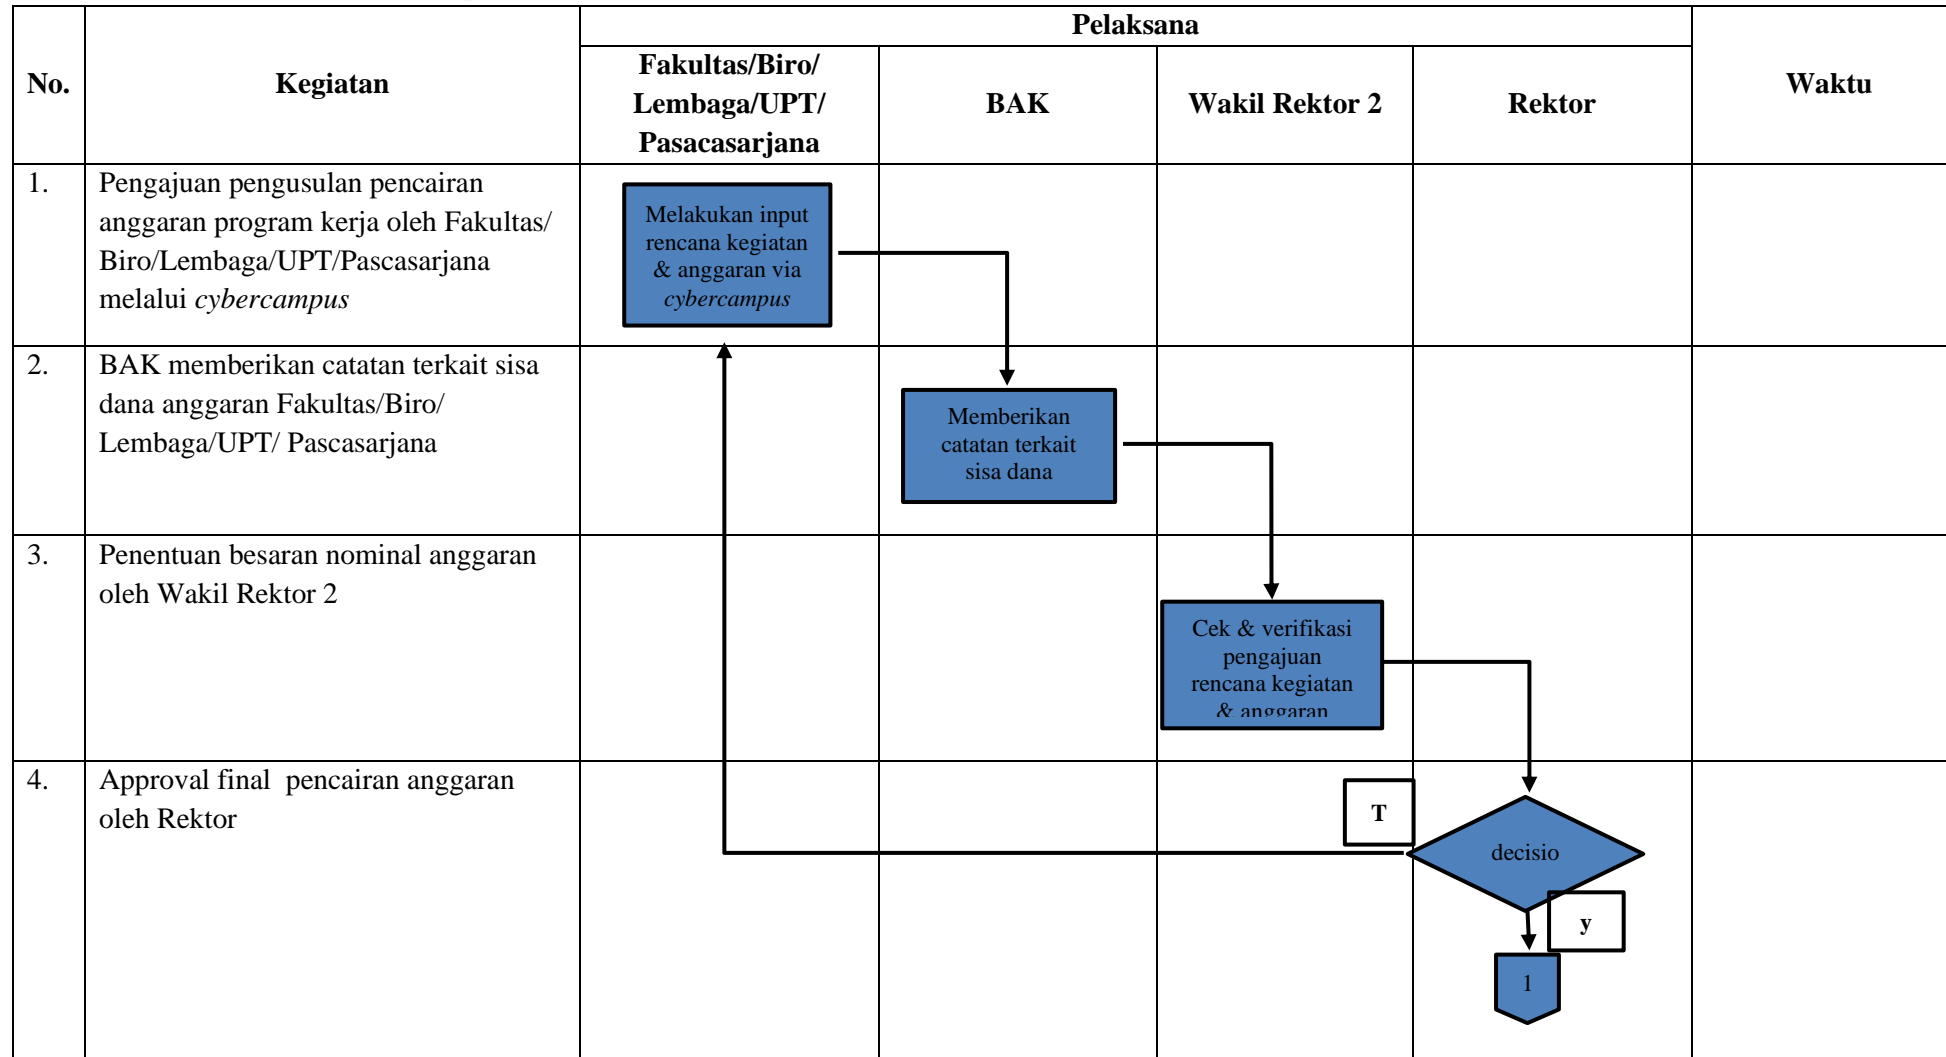 No.
Kegiatan
Pelaksana
Waktu
Fakultas/Biro/
Lembaga/UPT/
Pasacasarjana
BAK
Wakil Rektor 2
Rektor
1.
Pengajuan pengusulan pencairan
anggaran program kerja oleh Fakultas/
Biro/Lembaga/UPT/Pascasarjana
melalui cybercampus
Melakukan input
rencana kegiatan
& anggaran via
cybercampus
2.
BAK memberikan catatan terkait sisa
dana anggaran Fakultas/Biro/
Lembaga/UPT/ Pascasarjana
Memberikan
catatan terkait
sisa dana
3.
Penentuan besaran nominal anggaran
oleh Wakil Rektor 2
Cek & verifikasi
pengajuan
rencana kegiatan
& anggaran
4.
Approval final  pencairan anggaran
oleh Rektor
T
decisio
y
1